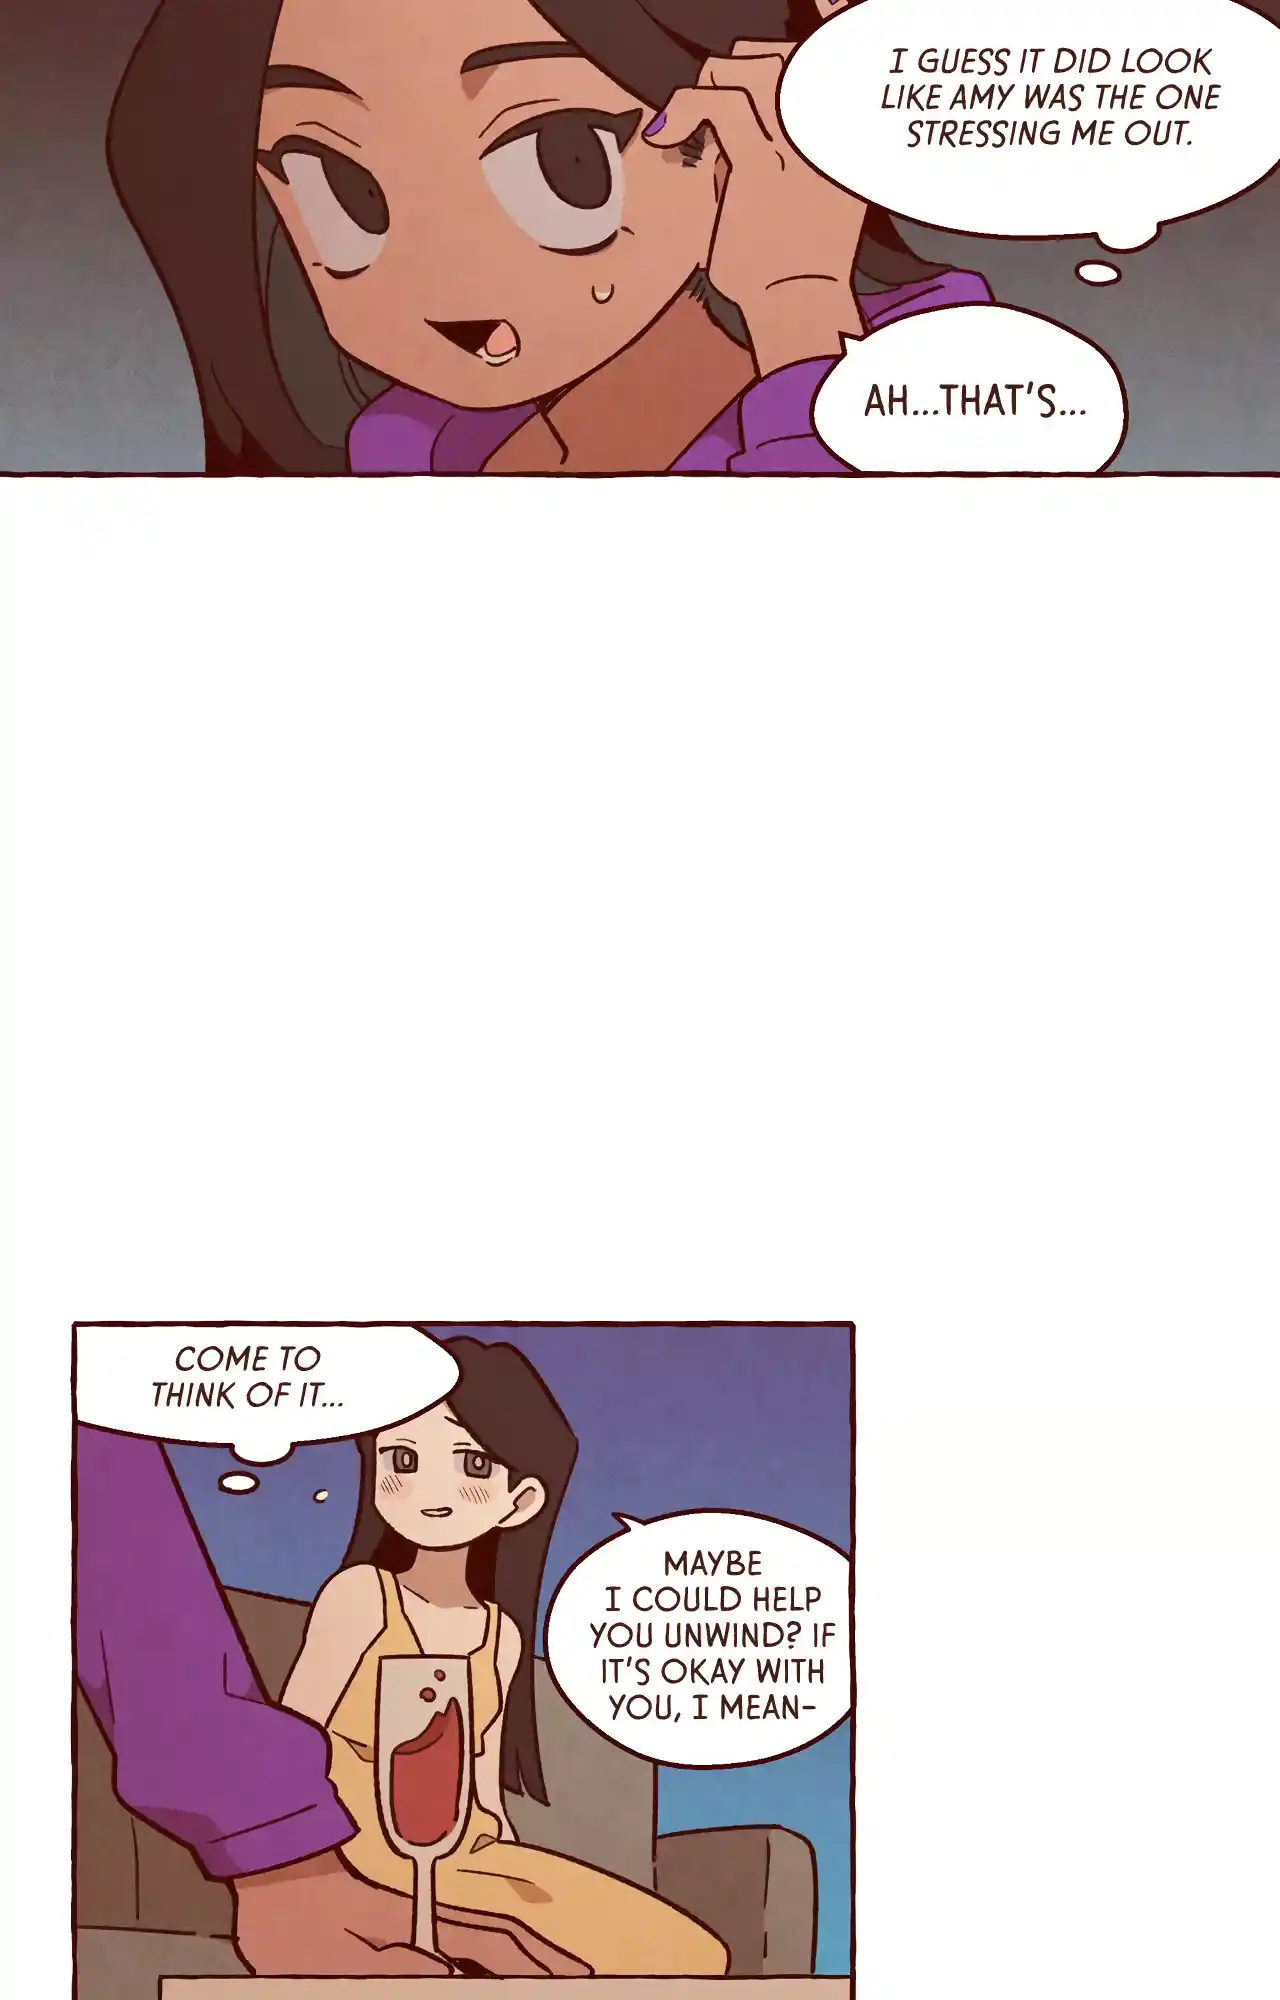 I GUESS IT DID LOOK
LIKE AMY WAS THE ONE
STRESSING ME OUT.
AH...THAT'S...
COME TO
THINK OF IT...
MAYBE
I COULD HELP
YOU UNWIND? IF
IT'S OKAY WITH
YOU, I MEAN-